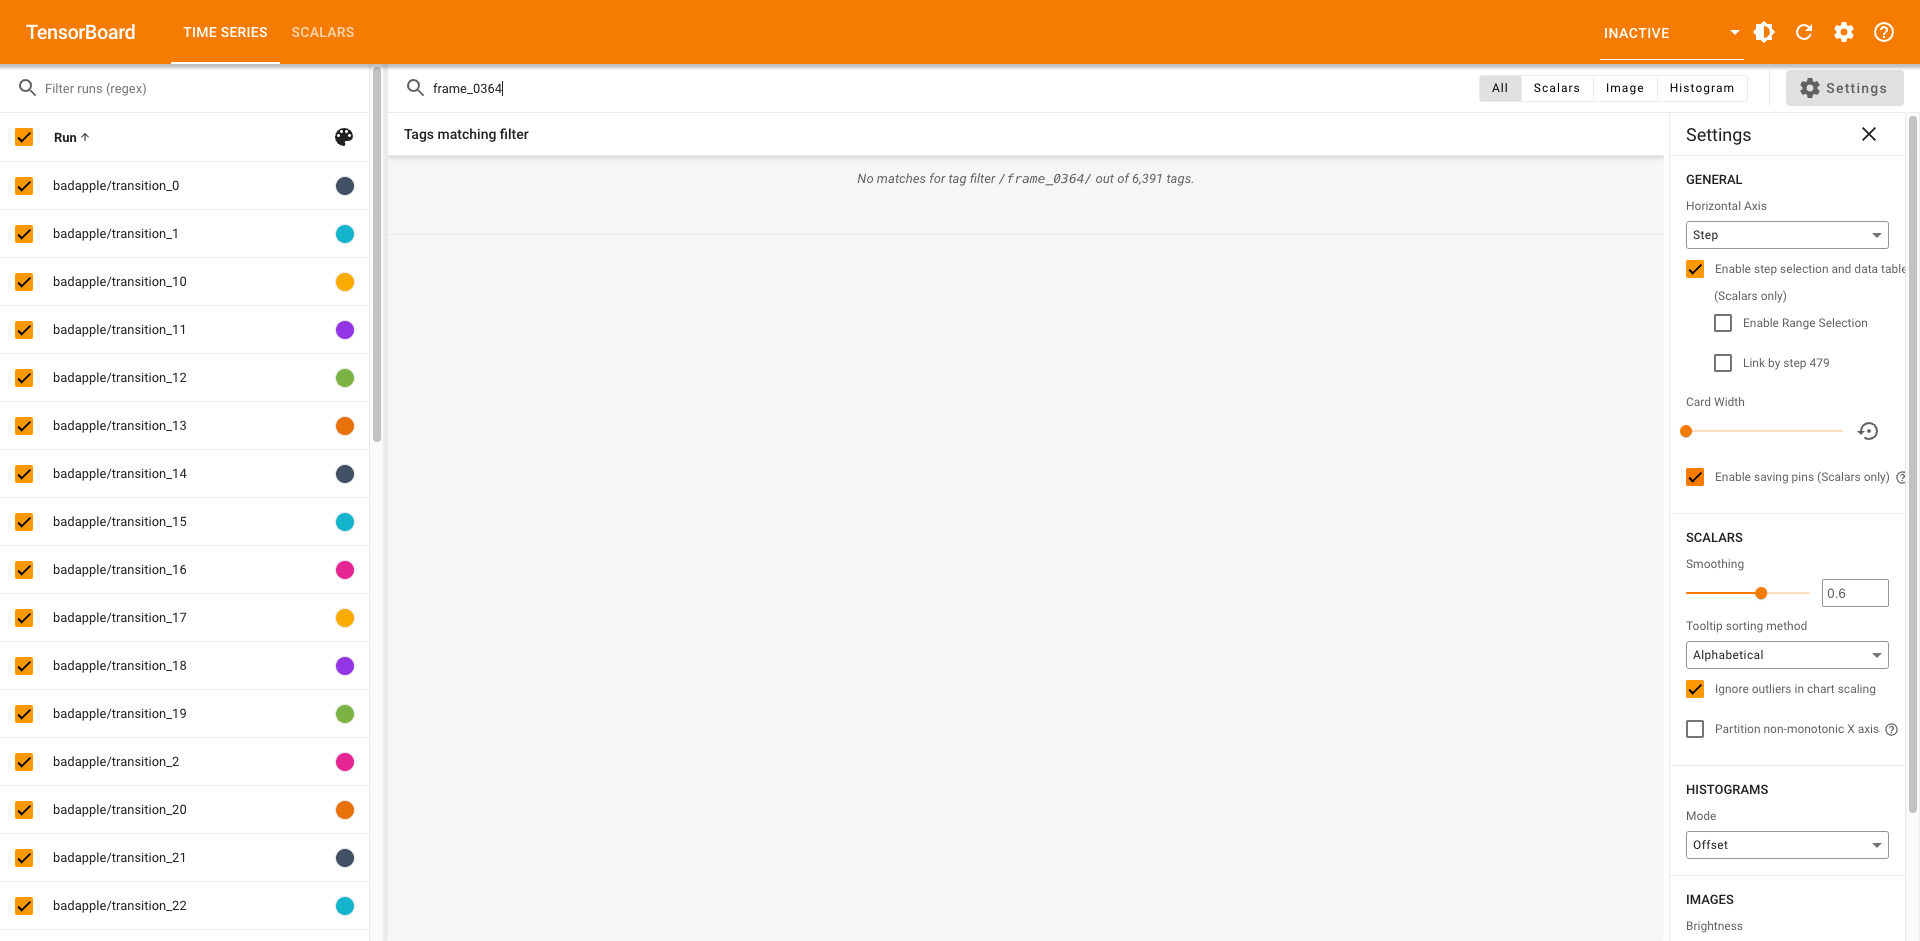 TensorBoard
TIME SERIES
SCALARS
INACTIVE
Filter runs (regex)
frame_0364
All
Scalars
Image
Histogram
Settings
Run
badapple/transition_0
badapple/transition_1
badapple/transition_10
badapple/transition_11
badapple/transition_12
badapple/transition_13
badapple/transition_14
badapple/transition_15
badapple/transition_16
badapple/transition_17
badapple/transition_18
badapple/transition_19
badapple/transition_2
badapple/transition_20
badapple/transition_21
badapple/transition_22
Tags matching filter
No matches for tag filter /frame_0364/ out of 6,391 tags.
Settings
GENERAL
Horizontal Axis
Step
Enable step selection and data table
(Scalars only)
Enable Range Selection
Link by step 479
Card Width
Enable saving pins (Scalars only)
SCALARS
Smoothing
0.6
Tooltip sorting method
Alphabetical
Ignore outliers in chart scaling
Partition non-monotonic X axis
HISTOGRAMS
Mode
Offset
IMAGES
Brightness